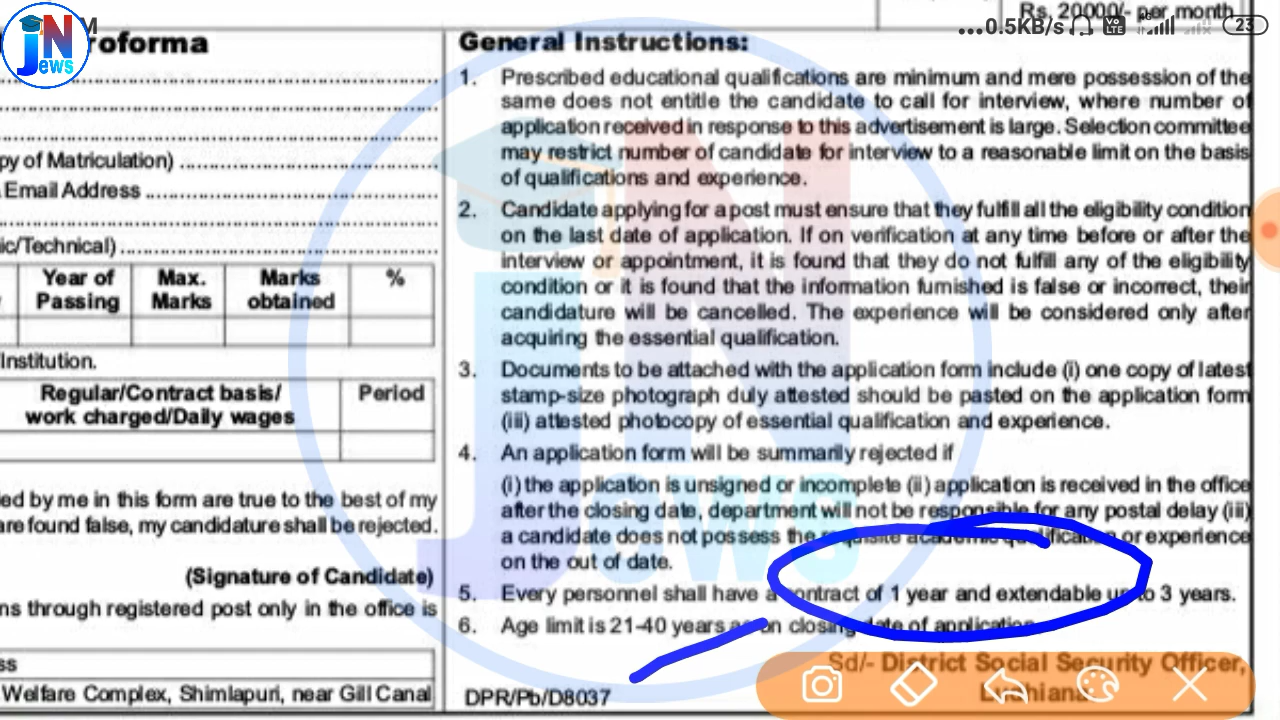 Rs. 20000/- per month
M
...0.5KB/s
Vo
LTE
4G
23
JN
Jews
roforma
py of Matriculation)
Email Address
ic/Technical)
Year of
Passing
Max.
Marks
Marks
obtained
%
Institution.
Regular/Contract basis/
work charged/Daily wages
Period
ed by me in this form are true to the best of my
are found false, my candidature shall be rejected.
(Signature of Candidate)
ns through registered post only in the office is
ss
Welfare Complex, Shimlapuri, near Gill Canal
General Instructions:
1. Prescribed educational qualifications are minimum and mere possession of the
same does not entitle the candidate to call for interview, where number of
application received in response to this advertisement is large. Selection committee
may restrict number of candidate for interview to a reasonable limit on the basis
of qualifications and experience.
2. Candidate applying for a post must ensure that they fulfill all the eligibility condition
on the last date of application. If on verification at any time before or after the
interview or appointment, it is found that they do not fulfill any of the eligibility
condition or it is found that the information furnished is false or incorrect, their
candidature will be cancelled. The experience will be considered only after
acquiring the essential qualification.
3. Documents to be attached with the application form include (i) one copy of latest
stamp-size photograph duly attested should be pasted on the application form
(iii) attested photocopy of essential qualification and experience.
4. An application form will be summarily rejected if
(i) the application is unsigned or incomplete (ii) application is received in the office
after the closing date, department will not be responsible for any postal delay (iii)
a candidate does not possess the requisite academic qualification or experience
on the out of date.
5. Every personnel shall have a contract of 1 year and extendable upto 3 years.
6. Age limit is 21-40 years as on closing date of application.
Sd/- District Social Security Officer,
Ludhiana
DPR/Pb/D8037
JN
Jews